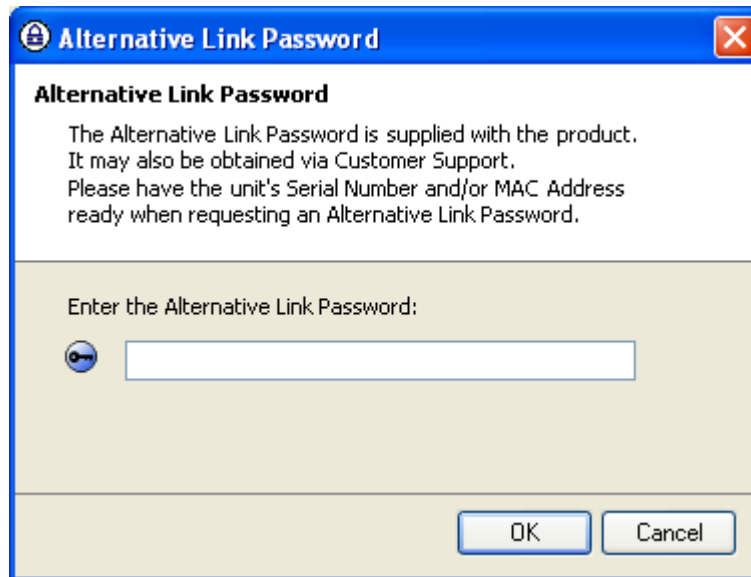 Alternative Link Password
Alternative Link Password
The Alternative Link Password is supplied with the product.
It may also be obtained via Customer Support.
Please have the unit's Serial Number and/or MAC Address
ready when requesting an Alternative Link Password.
Enter the Alternative Link Password:
OK
Cancel